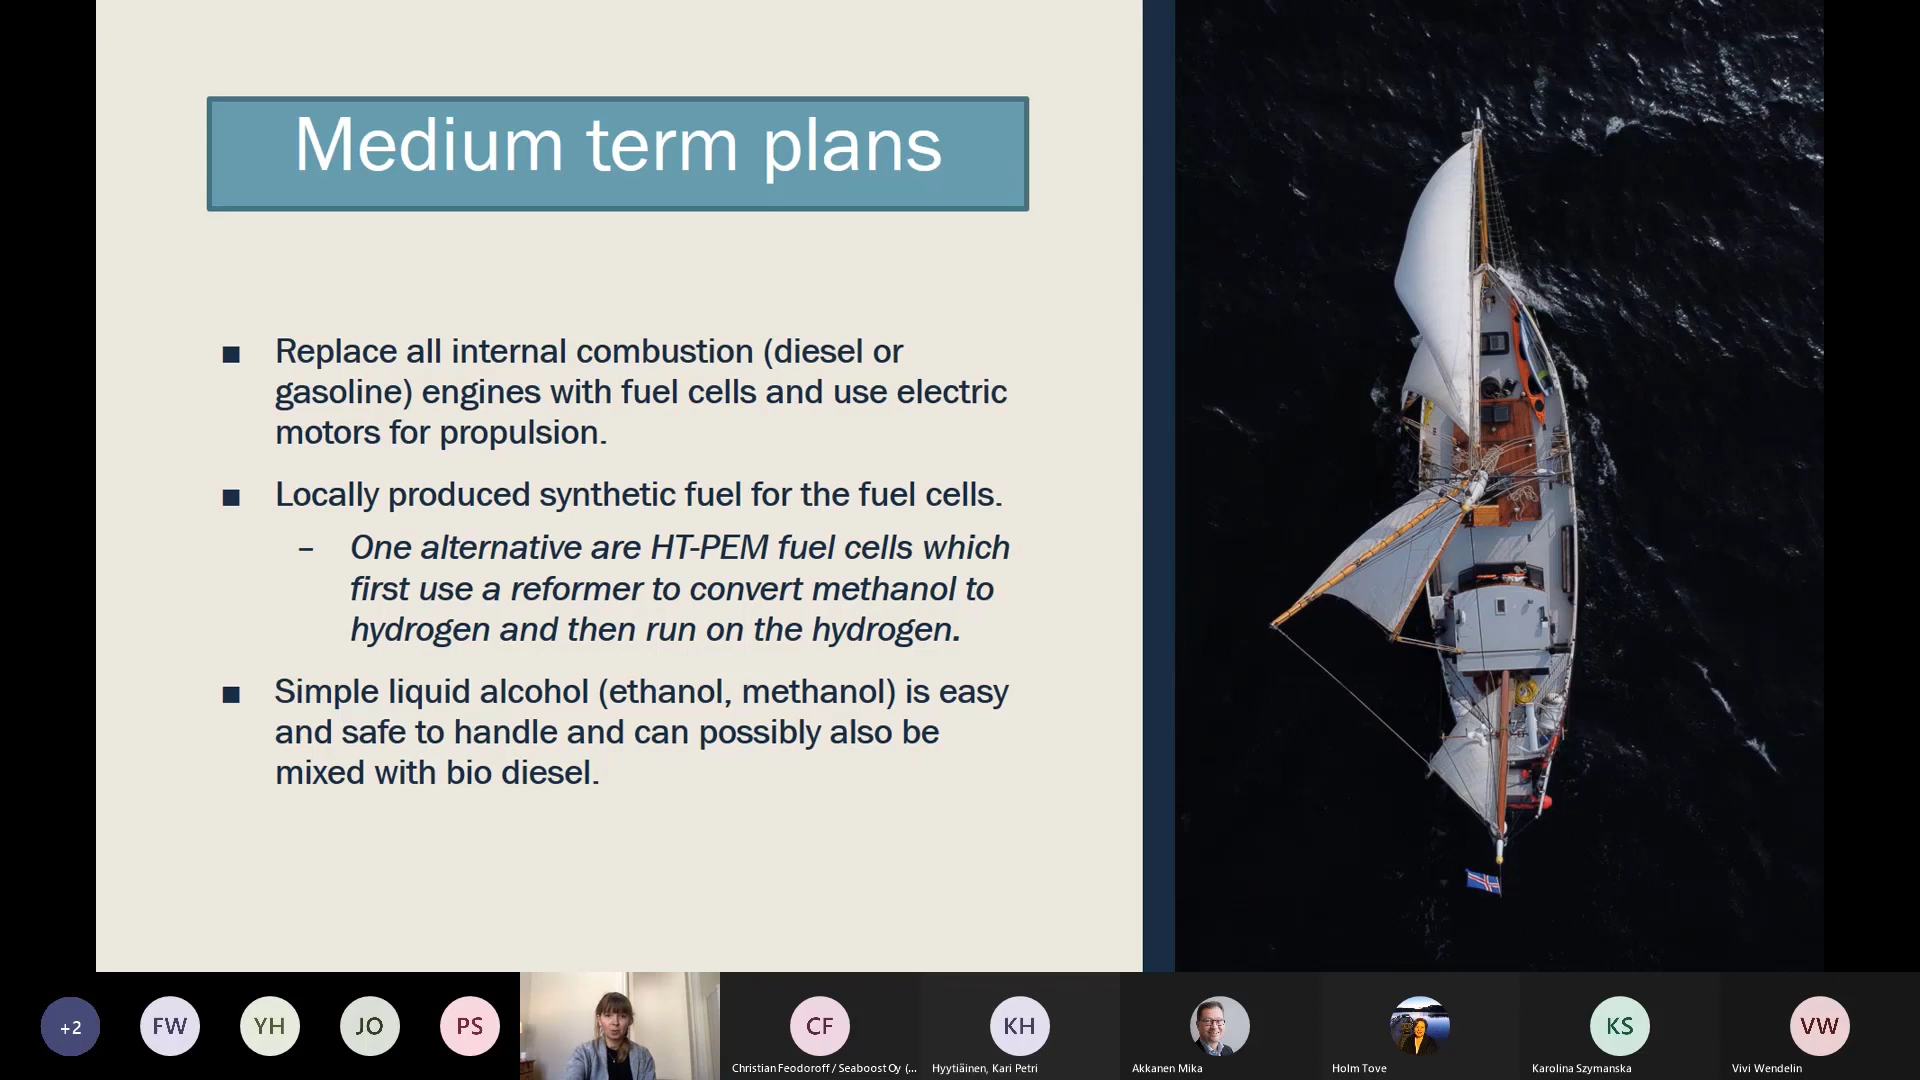 Medium term plans
■ Replace all internal combustion (diesel or
gasoline) engines with fuel cells and use electric
motors for propulsion.
■ Locally produced synthetic fuel for the fuel cells.
– One alternative are HT-PEM fuel cells which
first use a reformer to convert methanol to
hydrogen and then run on the hydrogen.
■ Simple liquid alcohol (ethanol, methanol) is easy
and safe to handle and can possibly also be
mixed with bio diesel.
+2
FW
YH
JO
PS
CF
KH
KS
VW
Christian Feodoroff / Seaboost Oy (...
Hyytiäinen, Kari Petri
Akkanen Mika
Holm Tove
Karolina Szymanska
Vivi Wendelin